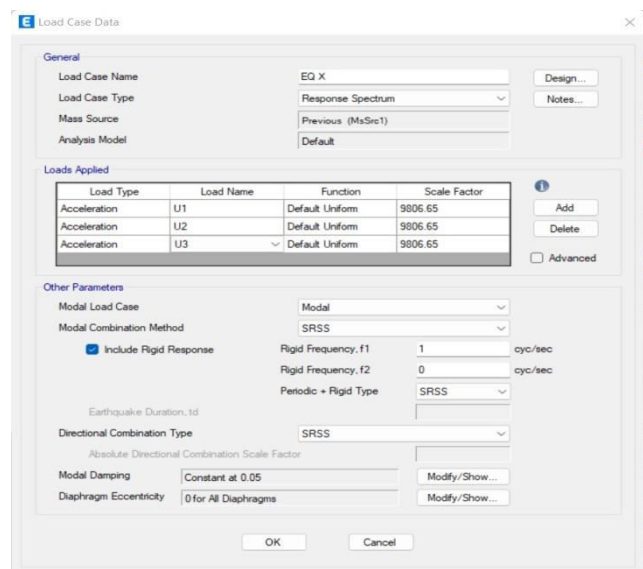 E Load Case Data
General
Load Case Name EQ X Design...
Load Case Type Response Spectrum Notes...
Mass Source Previous (MsSrc1)
Analysis Model Default
Loads Applied
Load Type Load Name Function Scale Factor
Acceleration U1 Default Uniform 9806.65 Add
Acceleration U2 Default Uniform 9806.65 Delete
Acceleration U3 Default Uniform 9806.65
Advanced
Other Parameters
Modal Load Case Modal
Modal Combination Method SRSS
Include Rigid Response Rigid Frequency, f1 1 cyc/sec
Rigid Frequency, f2 0 cyc/sec
Periodic + Rigid Type SRSS
Earthquake Duration, td
Directional Combination Type SRSS
Absolute Directional Combination Scale Factor
Modal Damping Constant at 0.05 Modify/Show...
Diaphragm Eccentricity 0 for All Diaphragms Modify/Show...
OK Cancel